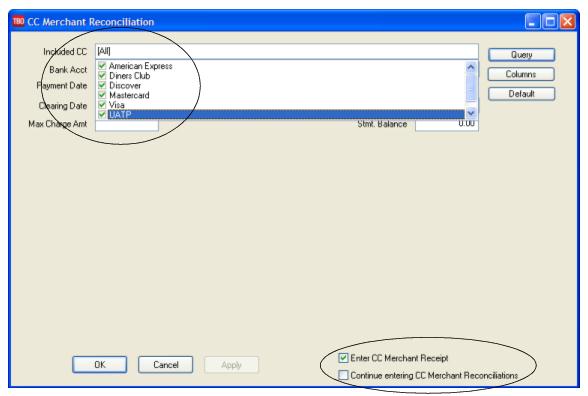 TBO CC Merchant Reconciliation
Included CC [All] Query
Bank Acct American Express Columns
Diners Club
Payment Date Discover Default
Mastercard
Clearing Date Visa
UATP
Max Charge Amt Stmt. Balance 0.00
Enter CC Merchant Receipt
OK Cancel Apply
Continue entering CC Merchant Reconciliations